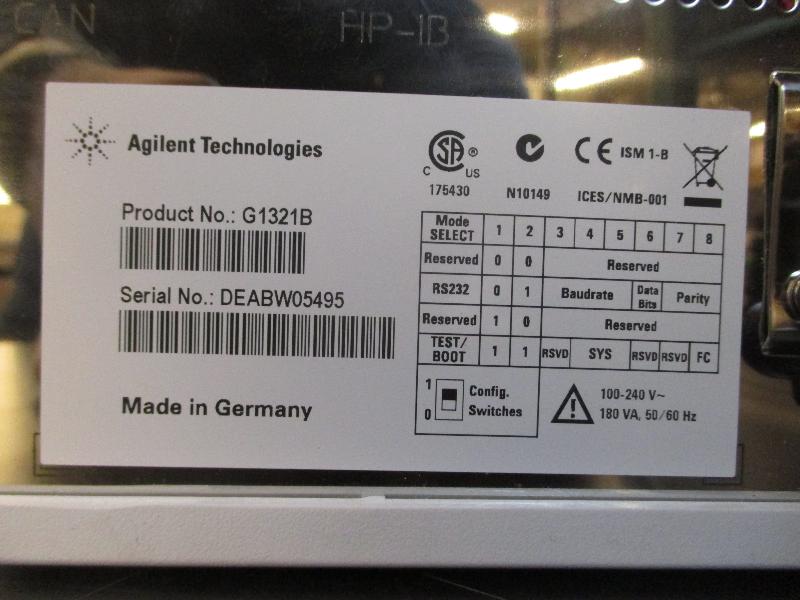 CAN HP-IB
Agilent Technologies
Product No.: G1321B
Serial No.: DEABW05495
Made in Germany
CSA ® C US
175430
N10149
CE ISM 1-B
ICES/NMB-001
Mode SELECT 1 2 3 4 5 6 7 8
Reserved 0 0 Reserved
RS232 0 1 Baudrate Data Bits Parity
Reserved 1 0 Reserved
TEST/BOOT 1 1 RSVD SYS RSVD RSVD FC
1 Config.
0 Switches
100-240 V~
180 VA, 50/60 Hz